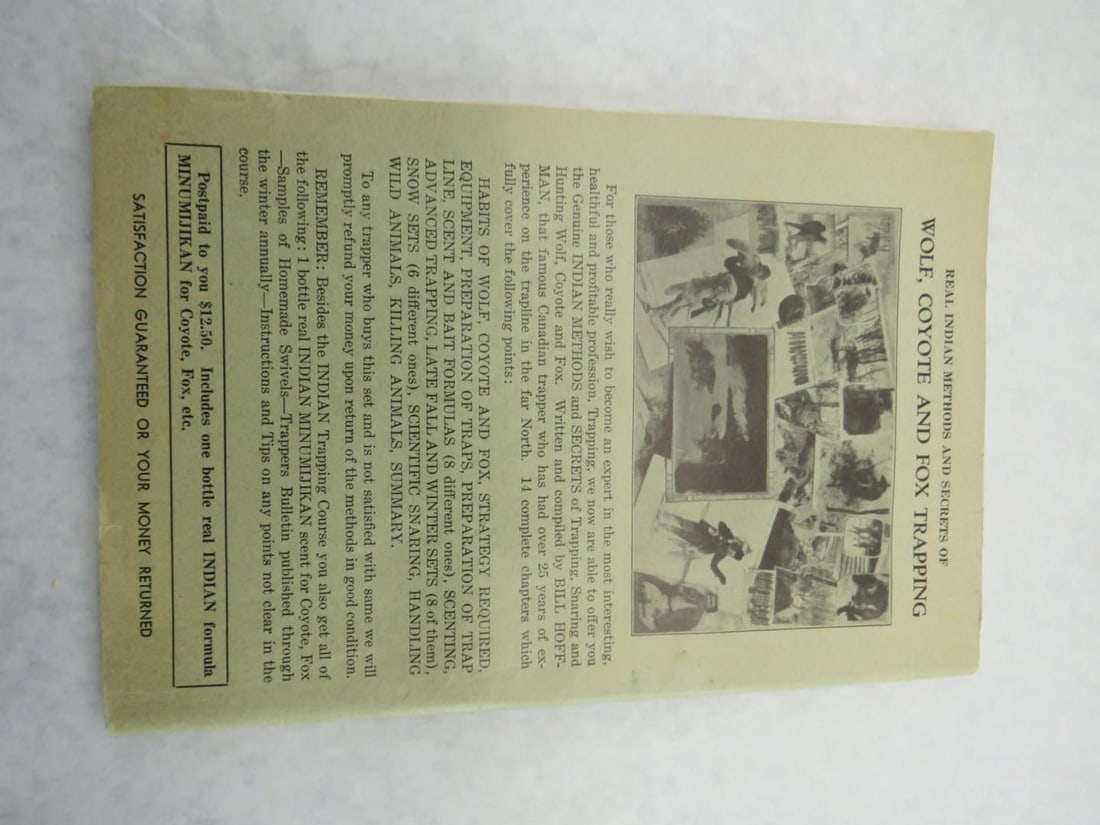 REAL INDIAN METHODS AND SECRETS OF
WOLF, COYOTE AND FOX TRAPPING
For those who really wish to become an expert in the most interesting,
healthful and profitable profession, Trapping, we now are able to offer you
the Genuine INDIAN METHODS and SECRETS of Trapping, Snaring and
Hunting Wolf, Coyote and Fox. Written and compiled by BILL HOFF-
MAN, that famous Canadian trapper who has had over 25 years of ex-
perience on the trapline in the far North. 14 complete chapters which
fully cover the following points:
HABITS OF WOLF, COYOTE AND FOX, STRATEGY REQUIRED,
EQUIPMENT, PREPARATION OF TRAPS, PREPARATION OF TRAP
LINE, SCENT AND BAIT FORMULAS (8 different ones), SCENTING,
ADVANCED TRAPPING, LATE FALL AND WINTER SETS (8 of them),
SNOW SETS (6 different ones), SCIENTIFIC SNARING, HANDLING
WILD ANIMALS, KILLING ANIMALS, SUMMARY.
To any trapper who buys this set and is not satisfied with same we will
promptly refund your money upon return of the methods in good condition.
REMEMBER: Besides the INDIAN Trapping Course you also get all of
the following: 1 bottle real INDIAN MINUMIJIKAN scent for Coyote, Fox
—Samples of Homemade Swivels—Trappers Bulletin published through
the winter annually—Instructions and Tips on any points not clear in the
course.
Postpaid to you $12.50. Includes one bottle real INDIAN formula
MINUMIJIKAN for Coyote, Fox, etc.
SATISFACTION GUARANTEED OR YOUR MONEY RETURNED